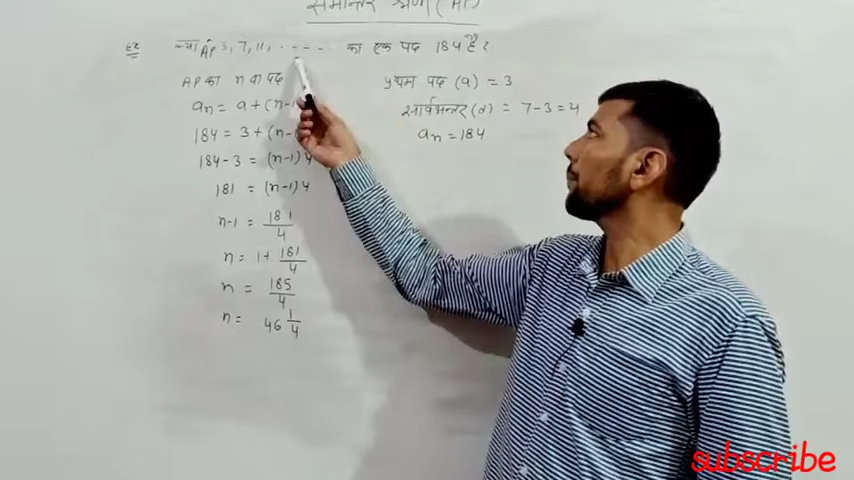 समान्तर श्रेणी (AP)
Ex क्या AP 3, 7, 11, ....... का एक पद 184 है?
AP का n वा पद
an = a + (n-1
184 = 3 + (n-1
184-3 = (n-1) 4
181 = (n-1) 4
n-1 = 181/4
n = 1 + 181/4
n = 185/4
n = 46 1/4
प्रथम पद (a) = 3
सार्वअन्तर (d) = 7-3 = 4
an = 184
subscribe